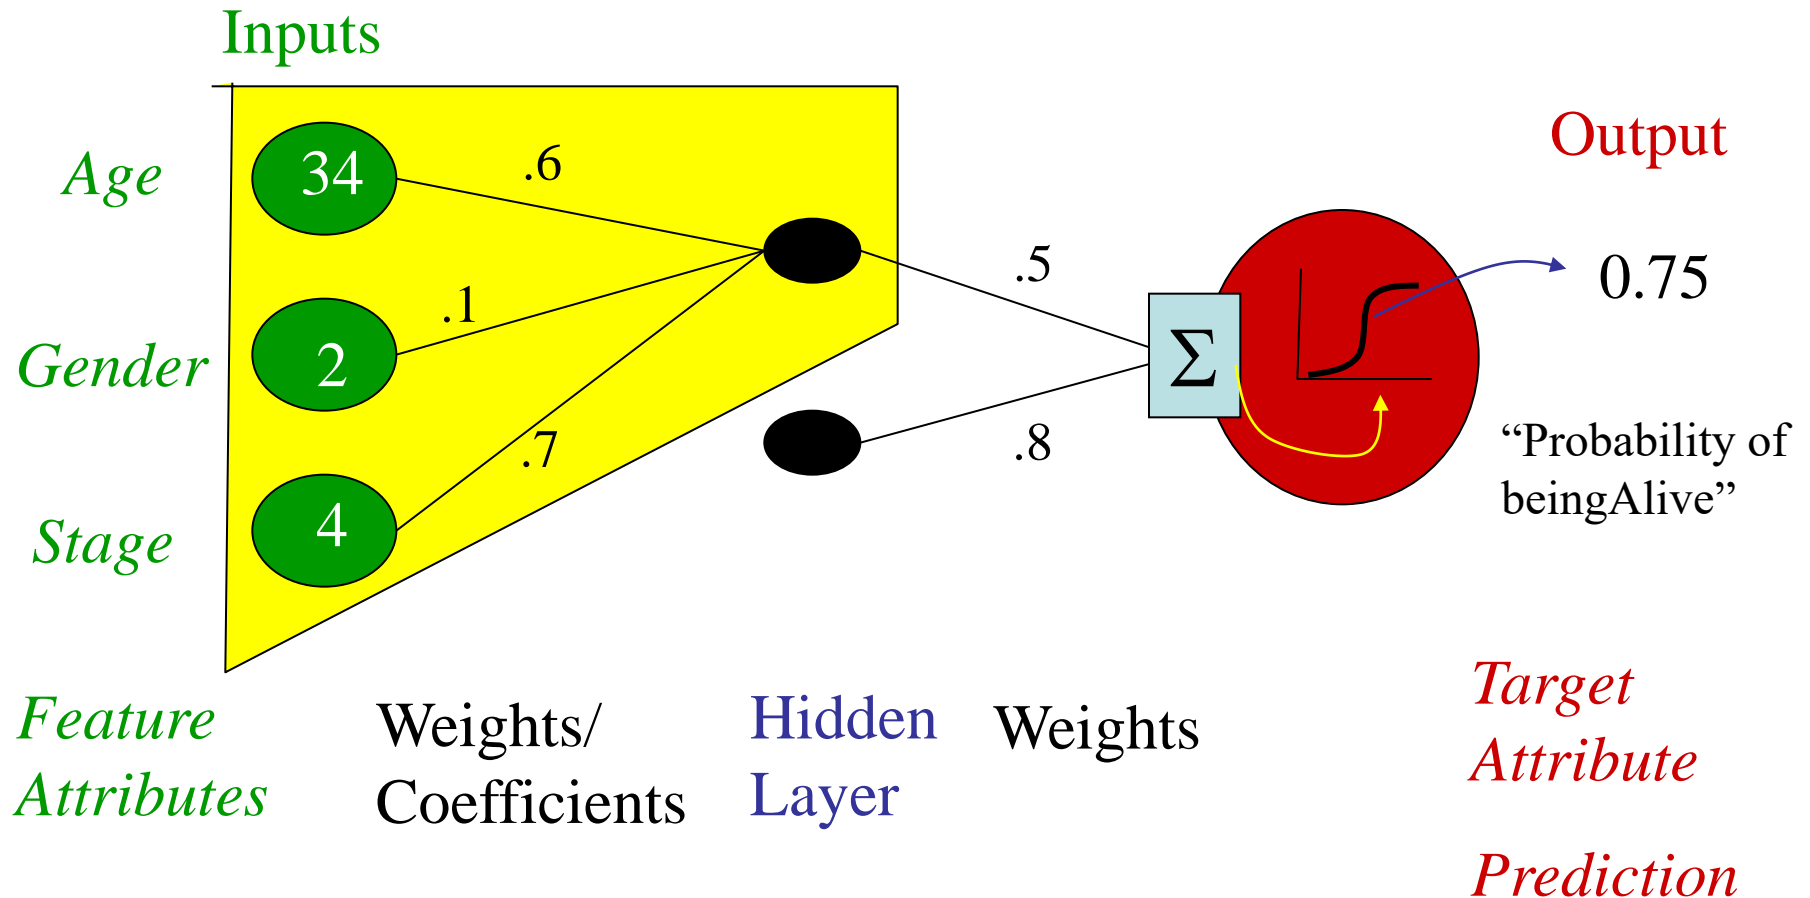 Inputs
Output
Age
34
.6
.5
0.75
Gender
2
.1
Σ
.8
“Probability of
beingAlive”
Stage
4
.7
Feature
Attributes
Weights/
Coefficients
Hidden
Layer
Weights
Target
Attribute
Prediction